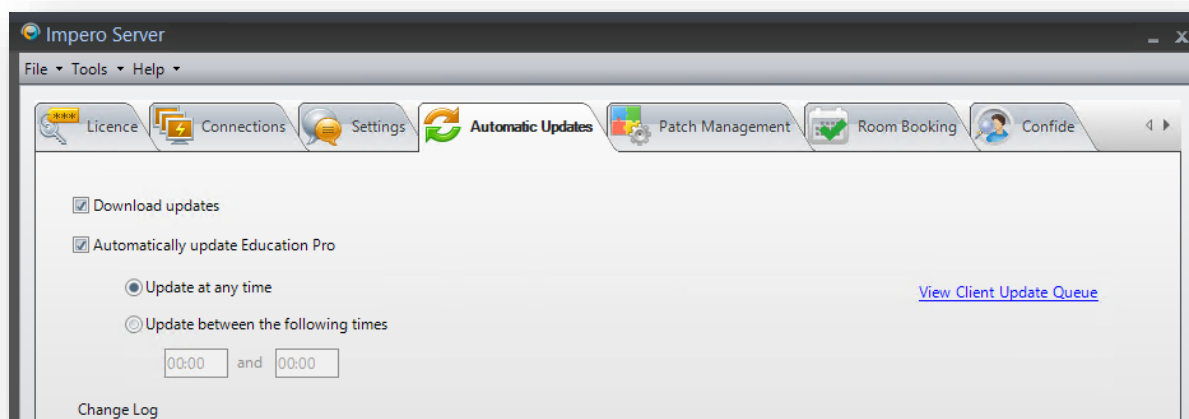 Impero Server
File Tools Help
*** Licence Connections Settings Automatic Updates Patch Management Room Booking Confide
Download updates
Automatically update Education Pro
Update at any time
View Client Update Queue
Update between the following times
00:00 and 00:00
Change Log